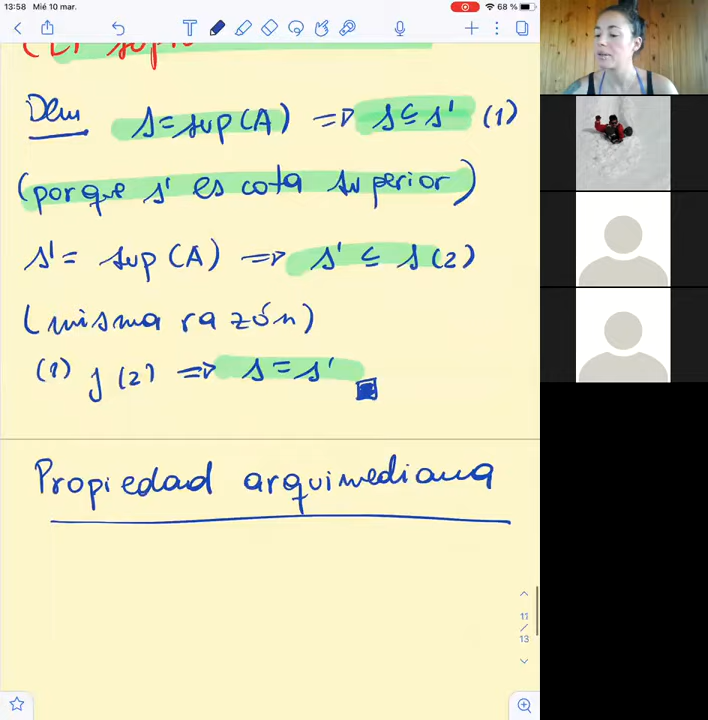 13:58 Mié 10 mar.
68 %
Dem s = sup(A) => s ≤ s' (1)
(porque s' es cota superior)
s' = sup(A) => s' ≤ s (2)
(misma razón)
(1) y (2) => s = s'
Propiedad arquimediana
11
/
13